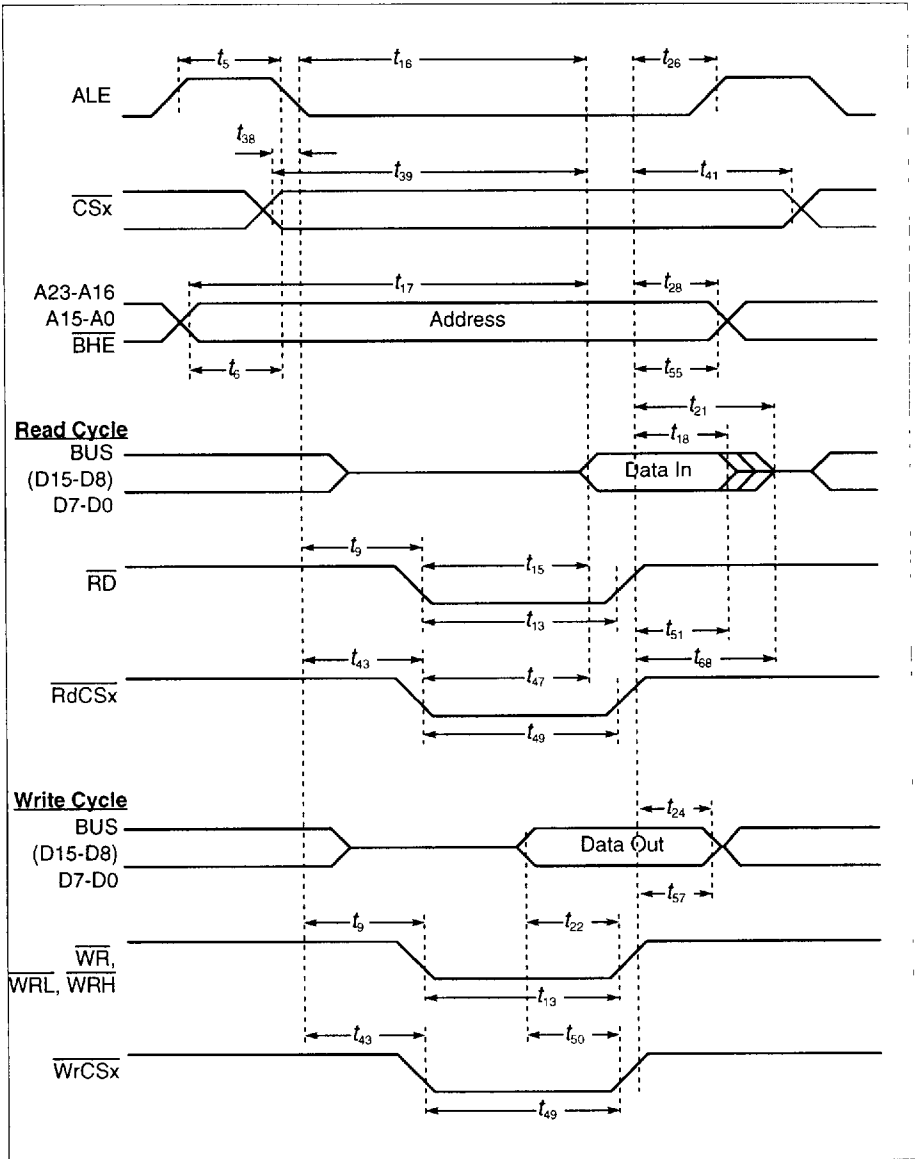 t5
t16
t26
ALE
t38
t39
t41
CSx
t17
t28
A23-A16
A15-A0
BHE
Address
t6
t55
t21
Read Cycle
t18
BUS
(D15-D8)
D7-D0
Data In
t9
t15
RD
t13
t51
t43
t47
t68
RdCSx
t49
Write Cycle
t24
BUS
(D15-D8)
D7-D0
Data Out
t57
t9
t22
WR,
WRL, WRH
t13
t43
t50
WrCSx
t49